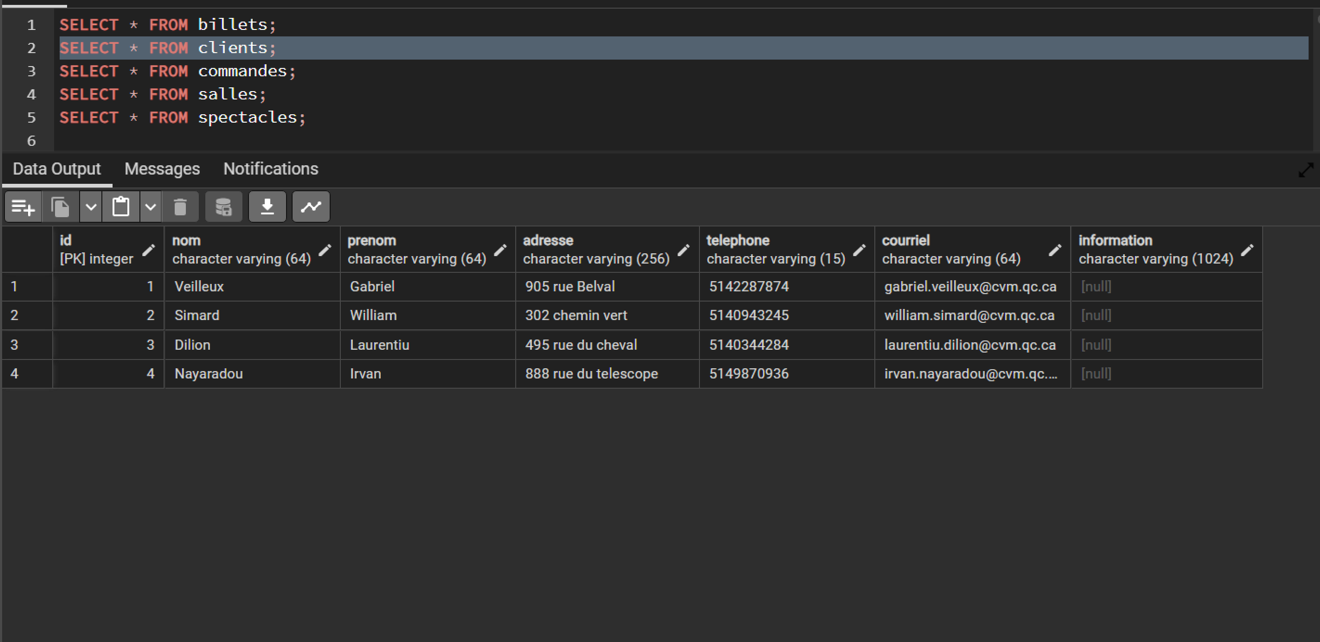 1 SELECT * FROM billets;
2 SELECT * FROM clients;
3 SELECT * FROM commandes;
4 SELECT * FROM salles;
5 SELECT * FROM spectacles;
6
Data Output Messages Notifications
id nom prenom adresse telephone courriel information
[PK] integer character varying (64) character varying (64) character varying (256) character varying (15) character varying (64) character varying (1024)
1 1 Veilleux Gabriel 905 rue Belval 5142287874 gabriel.veilleux@cvm.qc.ca [null]
2 2 Simard William 302 chemin vert 5140943245 william.simard@cvm.qc.ca [null]
3 3 Dilion Laurentiu 495 rue du cheval 5140344284 laurentiu.dilion@cvm.qc.ca [null]
4 4 Nayaradou Irvan 888 rue du telescope 5149870936 irvan.nayaradou@cvm.qc.... [null]